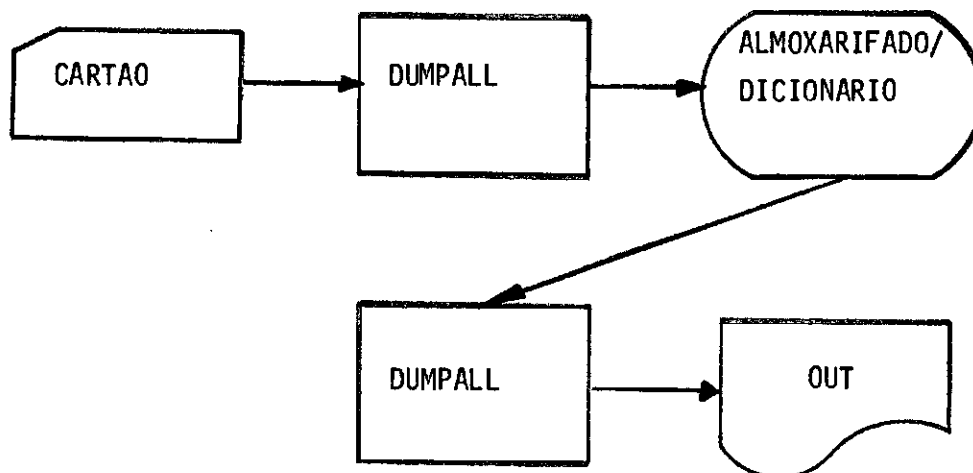 CARTAO
DUMPALL
ALMOXARIFADO/
DICIONARIO
DUMPALL
OUT